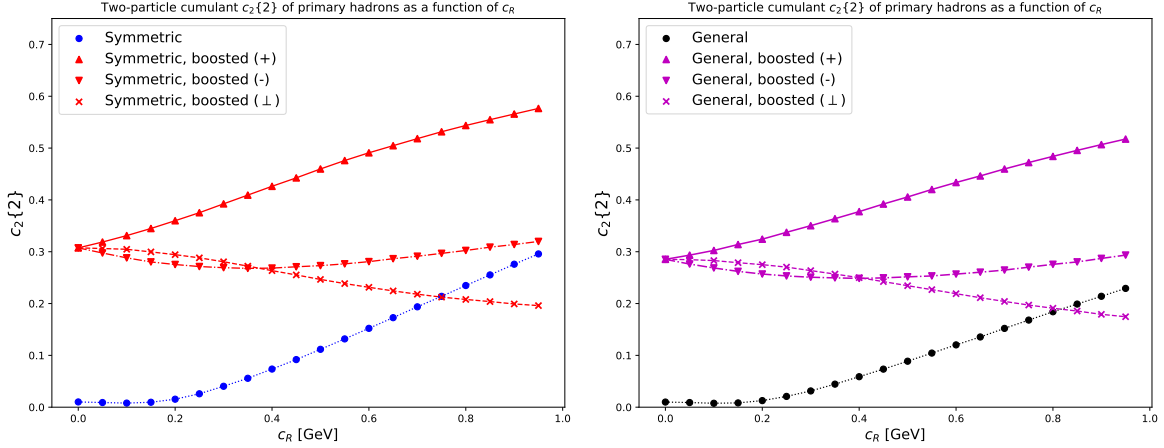 Two-particle cumulant c₂{2} of primary hadrons as a function of c_R
0.7
0.6
0.5
0.4
0.3
0.2
0.1
0.0
c₂{2}
Symmetric
Symmetric, boosted (+)
Symmetric, boosted (-)
Symmetric, boosted (⊥)
0.0 0.2 0.4 0.6 0.8 1.0
c_R [GeV]
Two-particle cumulant c₂{2} of primary hadrons as a function of c_R
0.7
0.6
0.5
0.4
0.3
0.2
0.1
0.0
c₂{2}
General
General, boosted (+)
General, boosted (-)
General, boosted (⊥)
0.0 0.2 0.4 0.6 0.8 1.0
c_R [GeV]